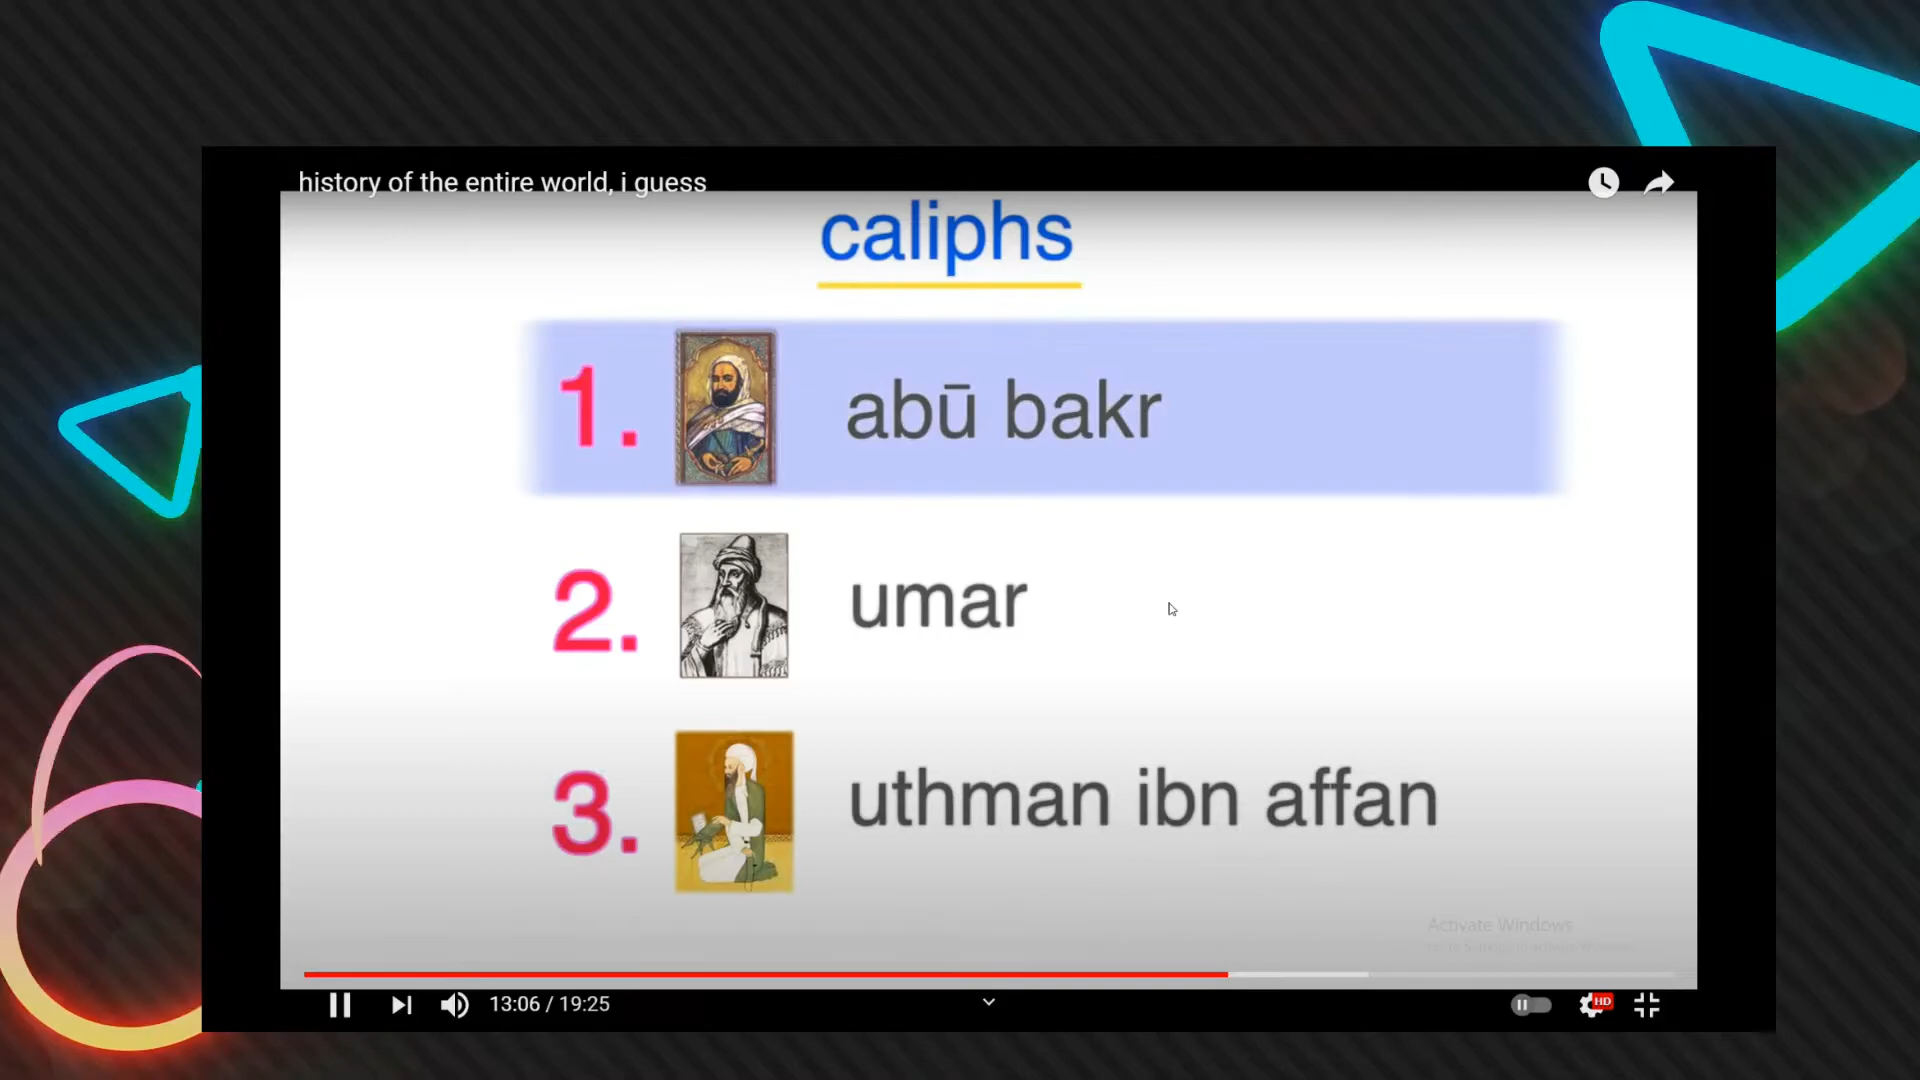 history of the entire world, i guess
caliphs
1. abū bakr
2. umar
3. uthman ibn affan
Activate Windows
13:06 / 19:25
HD